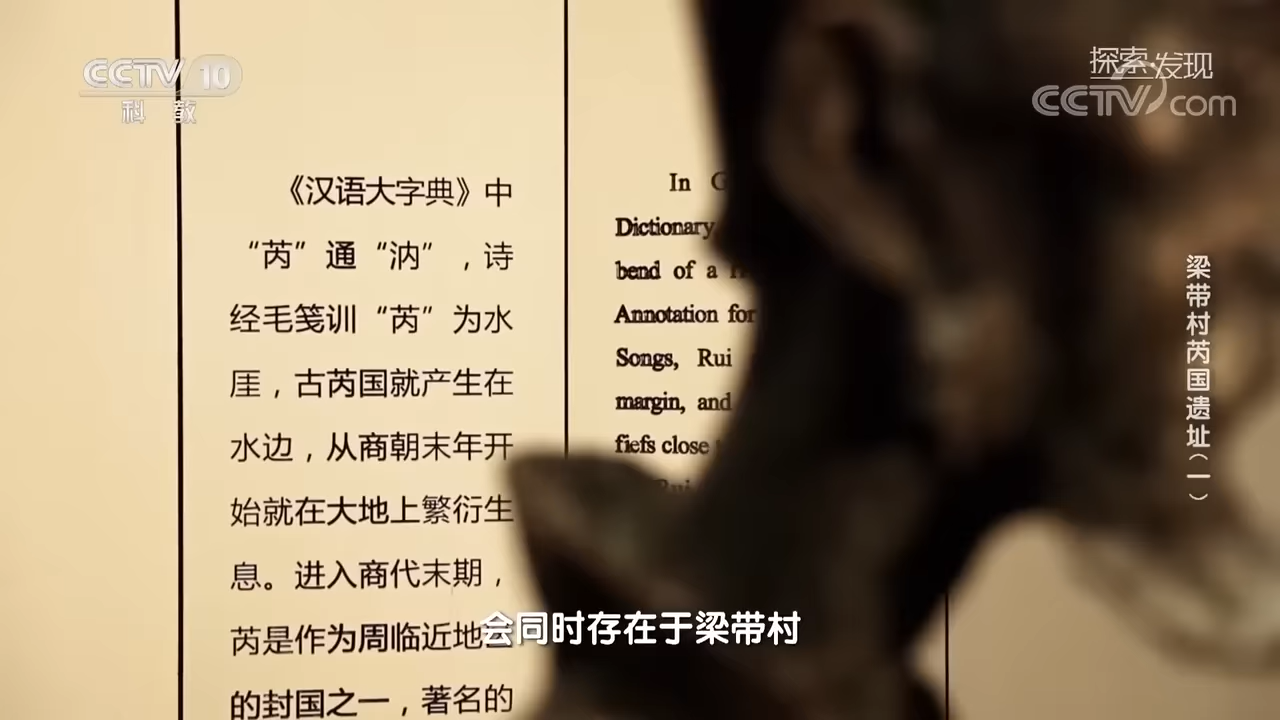 CCTV 10
科教
探索·发现
CCTV.com
《汉语大字典》中
“芮”通“汭”，诗
经毛笺训“芮”为水
厓，古芮国就产生在
水边，从商朝末年开
始就在大地上繁衍生
息。进入商代末期，
芮是作为周临近地
的封国之一，著名的
In
Dictionary,
bend of a
Annotation for
Songs, Rui
margin, and
fiefs close
Rui
梁带村芮国遗址（一）
会同时存在于梁带村